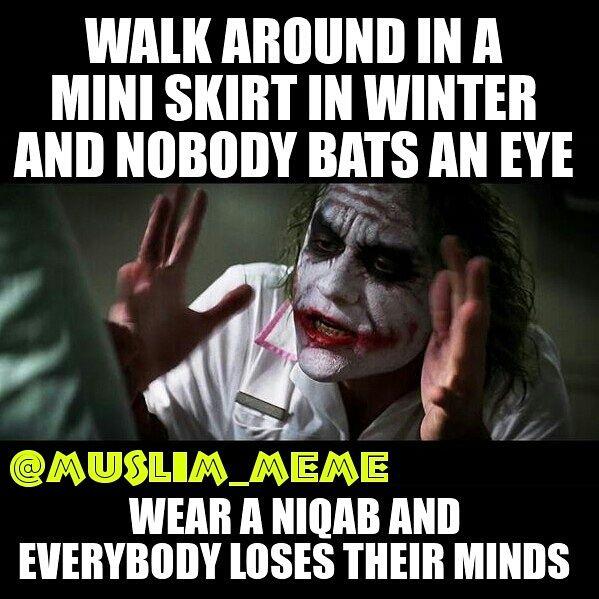 WALK AROUND IN A
MINI SKIRT IN WINTER
AND NOBODY BATS AN EYE
@MUSLIM_MEME
WEAR A NIQAB AND
EVERYBODY LOSES THEIR MINDS